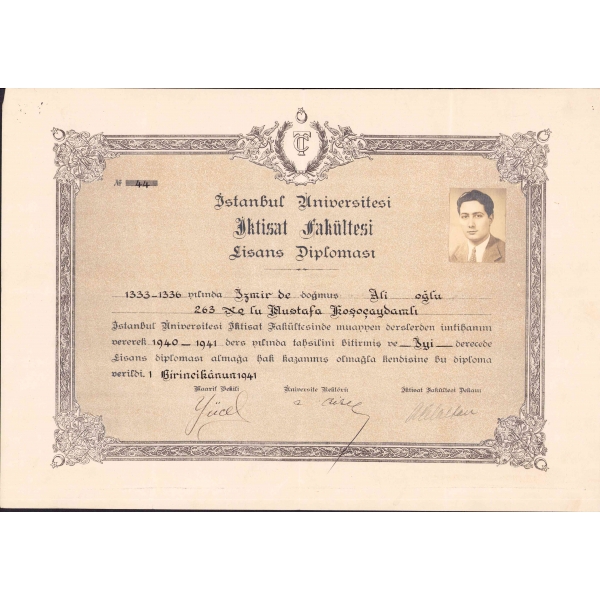 TC
№ 44
İstanbul Üniversitesi
İktisat Fakültesi
Lisans Diploması
1333-1336 yılında İzmir de doğmuş Ali oğlu
263 No lu Mustafa Koşoçaydamlı
İstanbul Üniversitesi İktisat Fakültesinde muayyen derslerden imtihanını
vererek 1940-1941 ders yılında tahsilini bitirmiş ve İyi derecede
Lisans diploması almağa hak kazanmış olmağla kendisine bu diploma
verildi. 1 Birincikânun 1941
Maarif Vekili Üniversite Rektörü İktisat Fakültesi Dekanı
Yücel